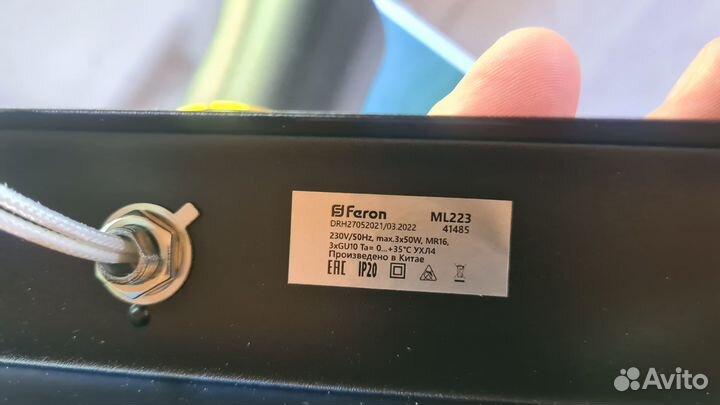 Feron ML223
DRH27052021/03.2022 41485
230V/50Hz, max.3x50W, MR16,
3xGU10 Ta= 0...+35°C УХЛ4
Произведено в Китае
EAC IP20
Avito